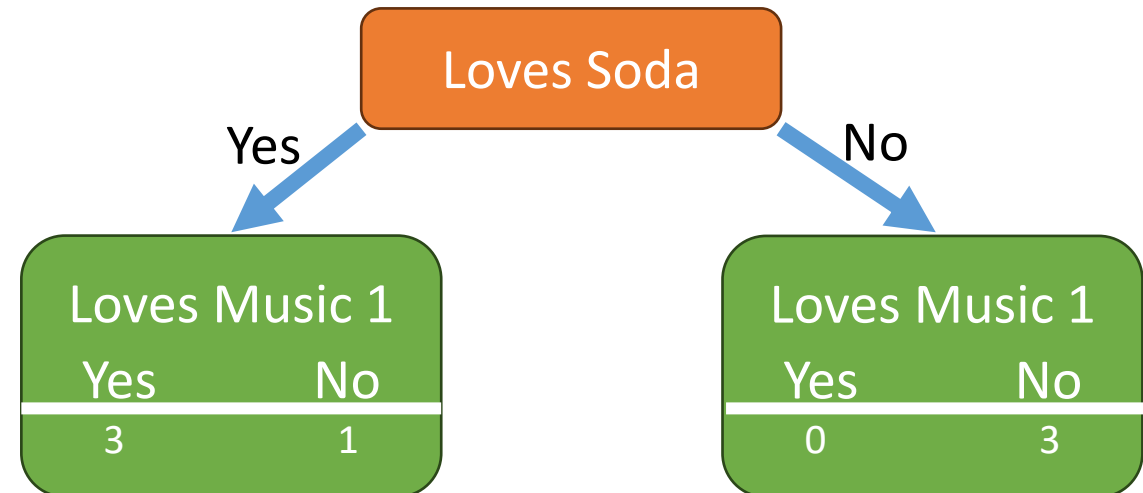 Loves Soda
Yes No
Loves Music 1 Loves Music 1
Yes No Yes No
3 1 0 3